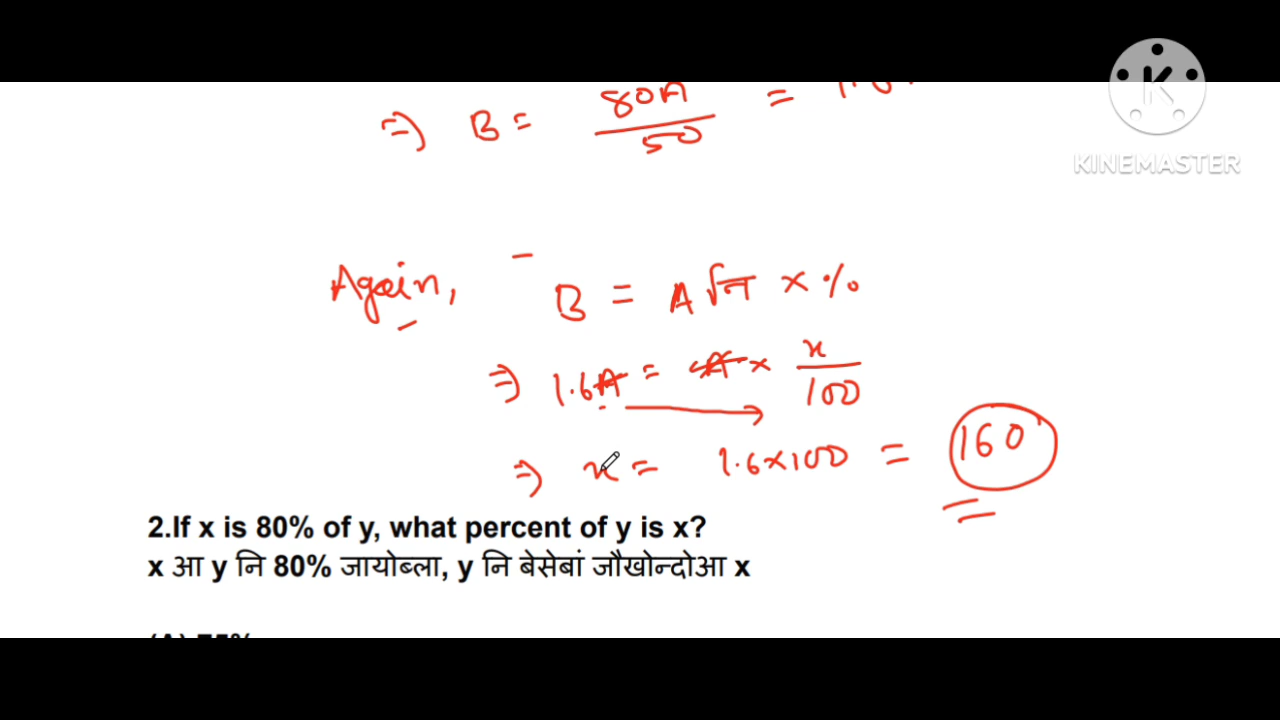 ⇒ B = 80A/50 =
KINEMASTER
Again, B = A नि x %
⇒ 1.6A = A x x/100
⇒ x = 1.6 x 100 = 160
2.If x is 80% of y, what percent of y is x?
x आ y नि 80% जायोब्ला, y नि बेसेबां जौखोन्दोआ x